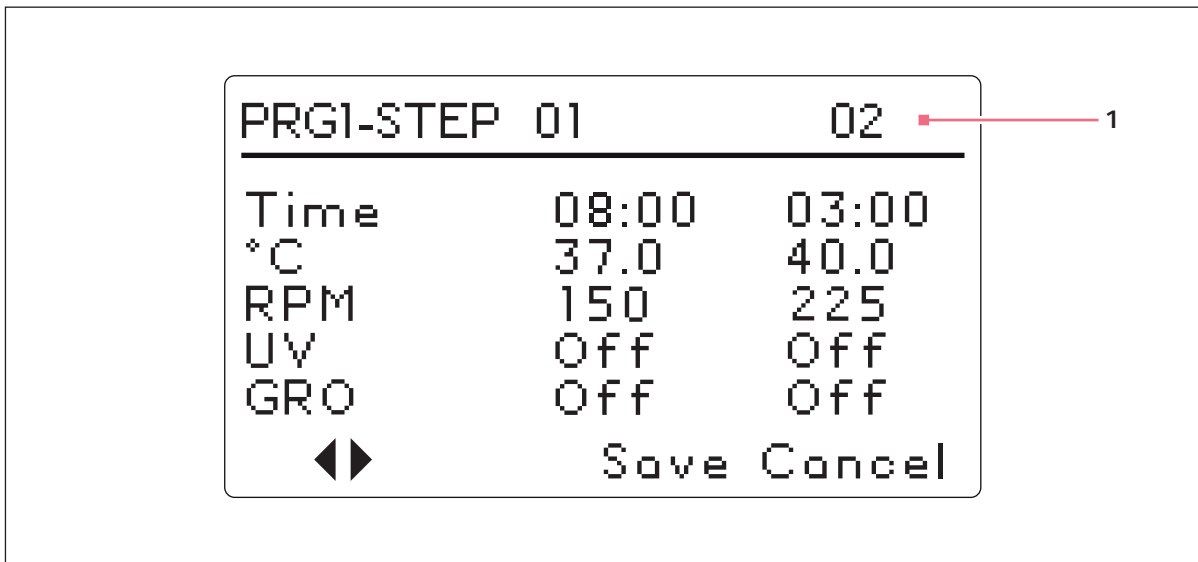 PRG1-STEP 01 02 1
Time 08:00 03:00
°C 37.0 40.0
RPM 150 225
UV Off Off
GRO Off Off
Save Cancel